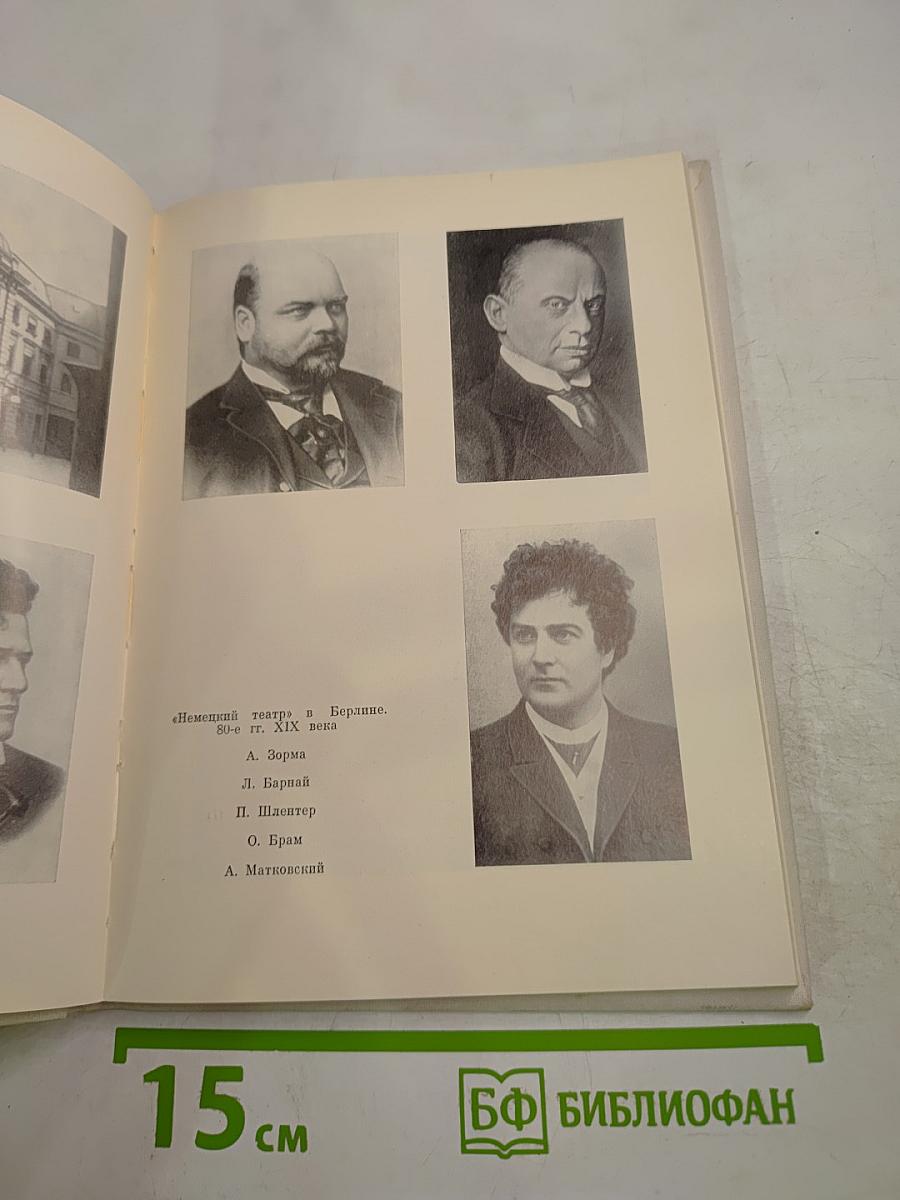 «Немецкий театр» в Берлине.
80-е гг. XIX века
А. Зорма
Л. Барнай
П. Шлентер
О. Брам
А. Матковский
15 см
БФ БИБЛИОФАН